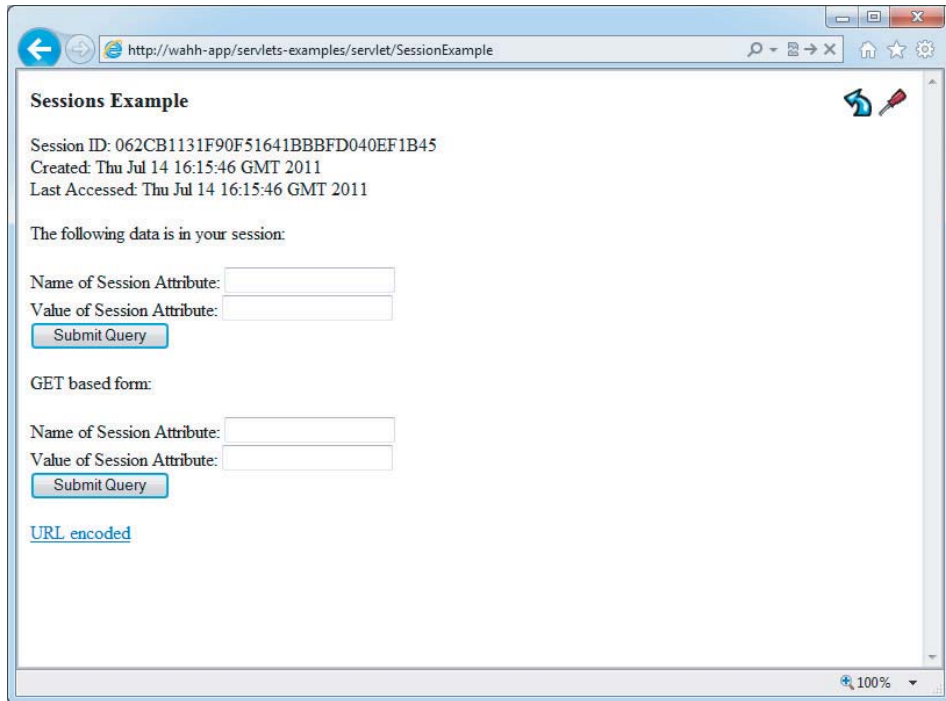 http://wahh-app/servlets-examples/servlet/SessionExample
Sessions Example
Session ID: 062CB1131F90F51641BBBFD040EF1B45
Created: Thu Jul 14 16:15:46 GMT 2011
Last Accessed: Thu Jul 14 16:15:46 GMT 2011
The following data is in your session:
Name of Session Attribute:
Value of Session Attribute:
Submit Query
GET based form:
Name of Session Attribute:
Value of Session Attribute:
Submit Query
URL encoded
100%